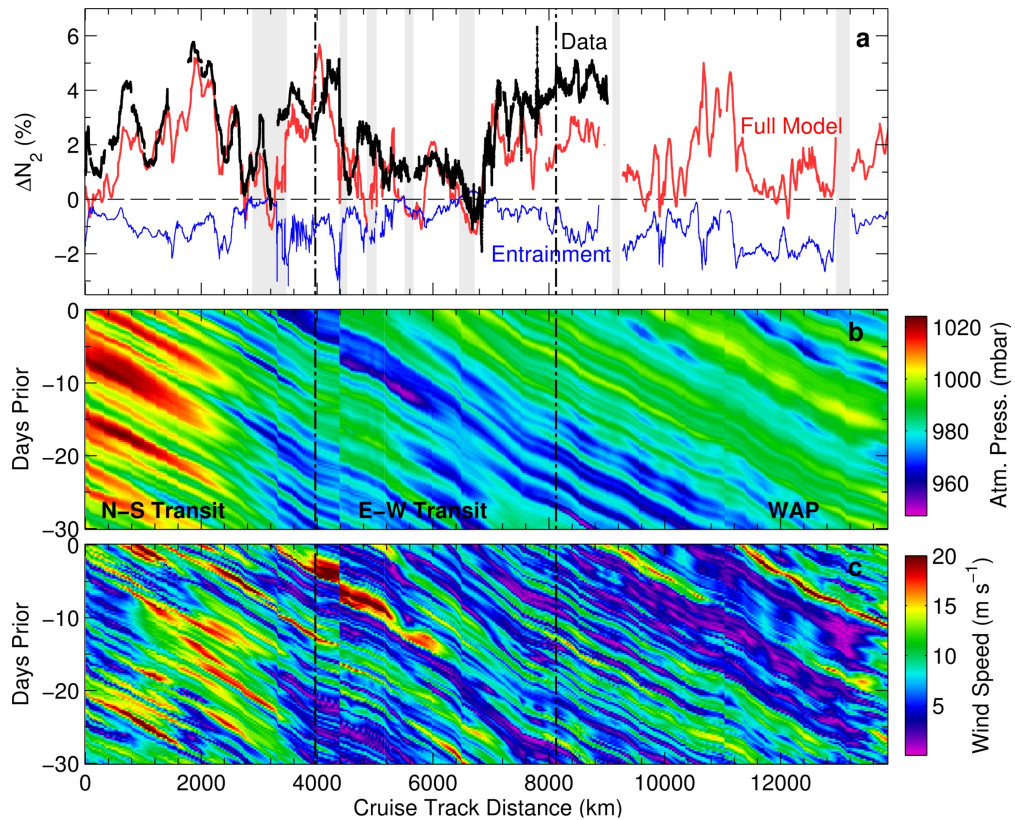 a
6
4
2
0
−2
ΔN2 (%)
Data
Full Model
Entrainment
b
0
−10
−20
−30
Days Prior
N−S Transit
E−W Transit
WAP
1020
1000
980
960
Atm. Press. (mbar)
c
0
−10
−20
−30
Days Prior
20
15
10
5
Wind Speed (m s−1)
0
2000
4000
6000
8000
10000
12000
Cruise Track Distance (km)